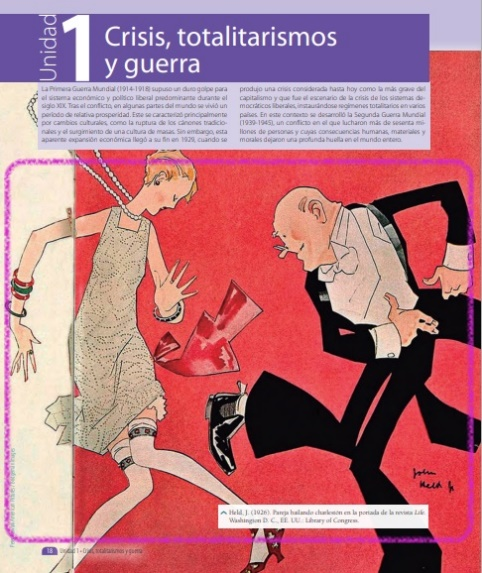 Unidad
1
Crisis, totalitarismos
y guerra
La Primera Guerra Mundial (1914-1918) supuso un duro golpe para
el sistema económico y político liberal predominante durante el
siglo XIX. Tras el conflicto, en algunas partes del mundo se vivió un
período de relativa prosperidad. Este se caracterizó principalmente
por cambios culturales, como la ruptura de los cánones tradicio-
nales y el surgimiento de una cultura de masas. Sin embargo, esta
aparente expansión económica llegó a su fin en 1929, cuando se
produjo una crisis considerada hasta hoy como la más grave del
capitalismo y que fue el escenario de la crisis de los sistemas de-
mocráticos liberales, instaurándose regímenes totalitarios en varios
países. En este contexto se desarrolló la Segunda Guerra Mundial
(1939-1945), un conflicto en el que lucharon más de sesenta mi-
llones de personas y cuyas consecuencias humanas, materiales y
morales dejaron una profunda huella en el mundo entero.
John
Held Jr
Held, J. (1926). Pareja bailando charlestón en la portada de la revista Life.
Washington D. C., EE. UU.: Library of Congress.
18 Unidad 1 • Crisis, totalitarismos y guerra